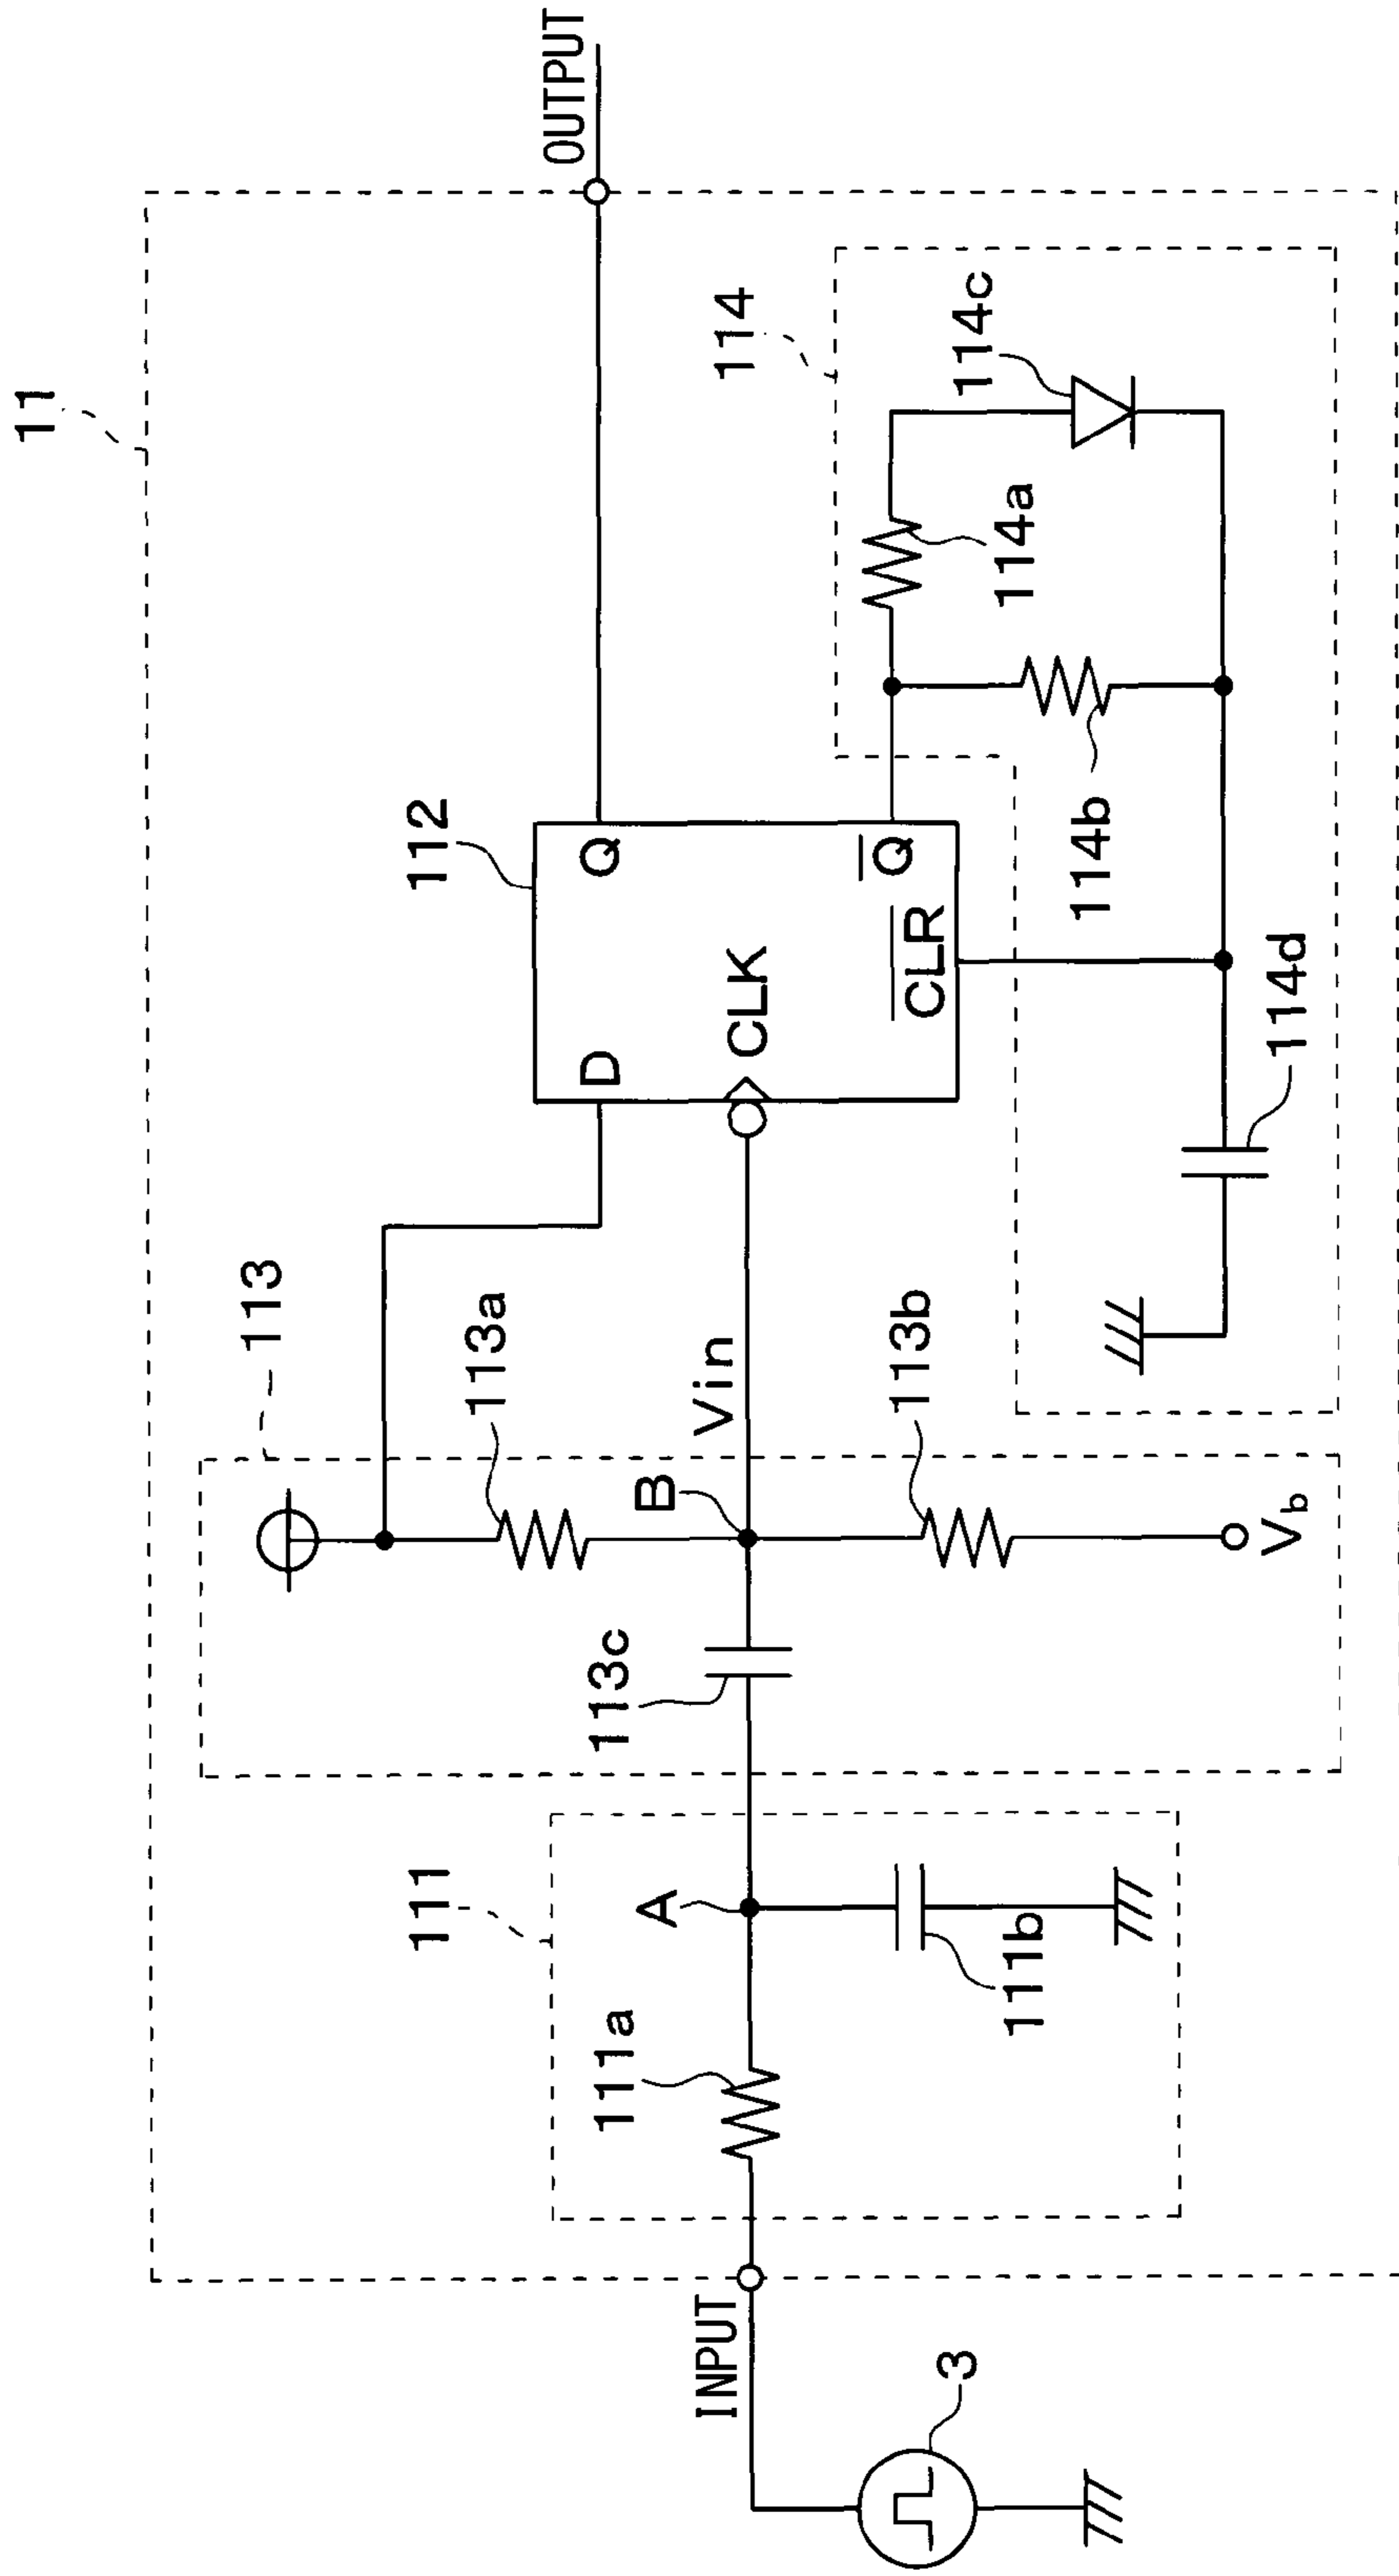 11
113
112
114
113a
114c
111
111a
A
113c
B
Vin
D
CLK
Q
Q
CLR
114a
114b
114d
113b
111b
Vb
INPUT
OUTPUT
3